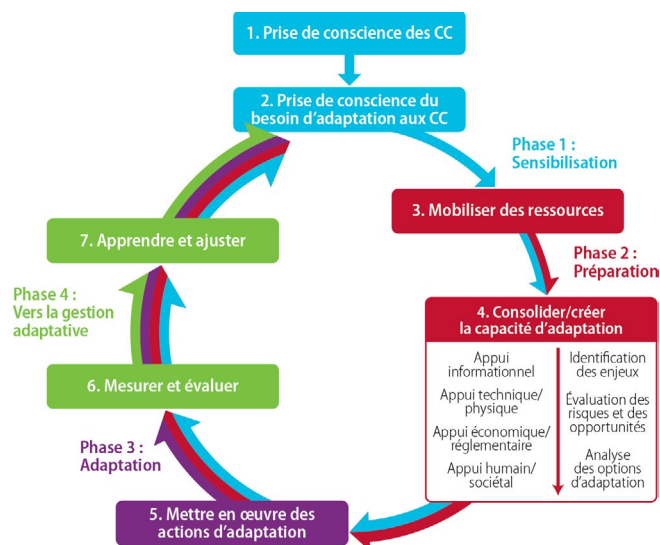 1. Prise de conscience des CC
2. Prise de conscience du
besoin d'adaptation aux CC
Phase 1 :
Sensibilisation
3. Mobiliser des ressources
Phase 2 :
Préparation
4. Consolider/créer
la capacité d'adaptation
Appui
informationnel
Appui technique/
physique
Appui économique/
réglementaire
Appui humain/
sociétal
Identification
des enjeux
Évaluation des
risques et des
opportunités
Analyse
des options
d'adaptation
5. Mettre en œuvre des
actions d'adaptation
Phase 3 :
Adaptation
6. Mesurer et évaluer
Phase 4 :
Vers la gestion
adaptative
7. Apprendre et ajuster